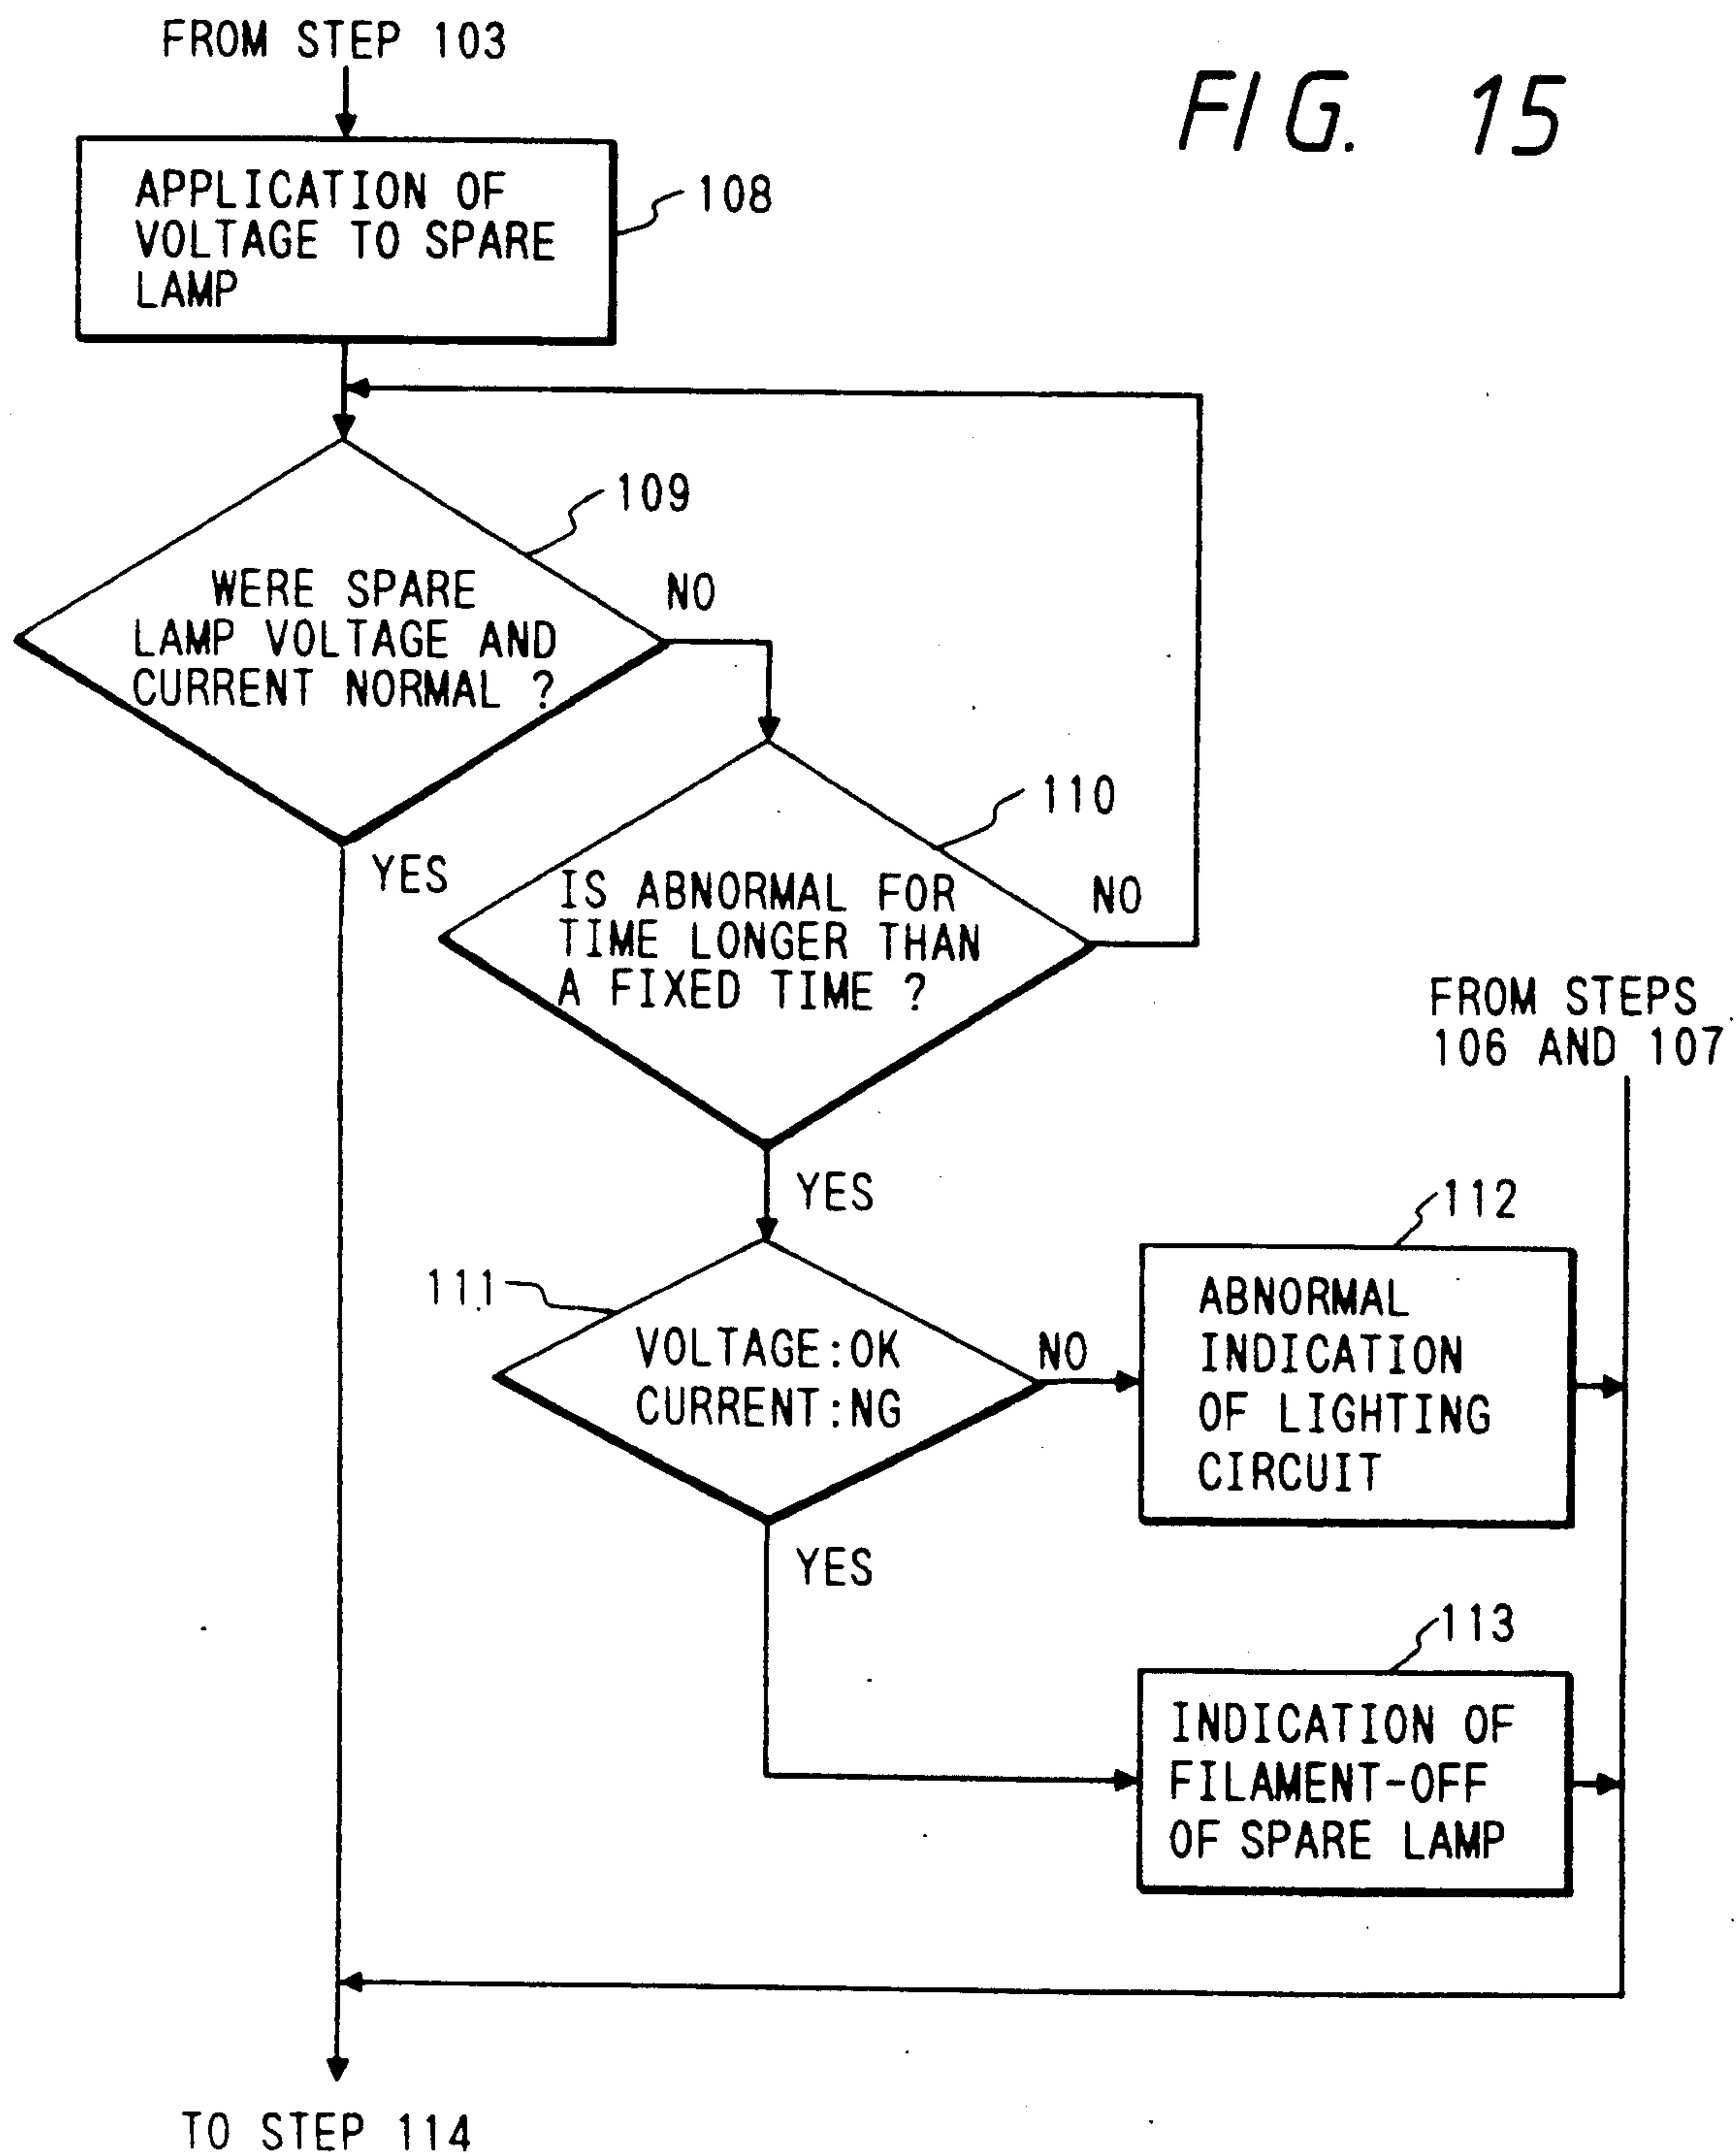 FROM STEP 103
FIG. 15
APPLICATION OF
VOLTAGE TO SPARE
LAMP
108
109
WERE SPARE
LAMP VOLTAGE AND
CURRENT NORMAL ?
NO
YES
110
IS ABNORMAL FOR
TIME LONGER THAN
A FIXED TIME ?
NO
YES
FROM STEPS
106 AND 107
111
VOLTAGE:OK
CURRENT:NG
NO
YES
112
ABNORMAL
INDICATION
OF LIGHTING
CIRCUIT
113
INDICATION OF
FILAMENT-OFF
OF SPARE LAMP
TO STEP 114